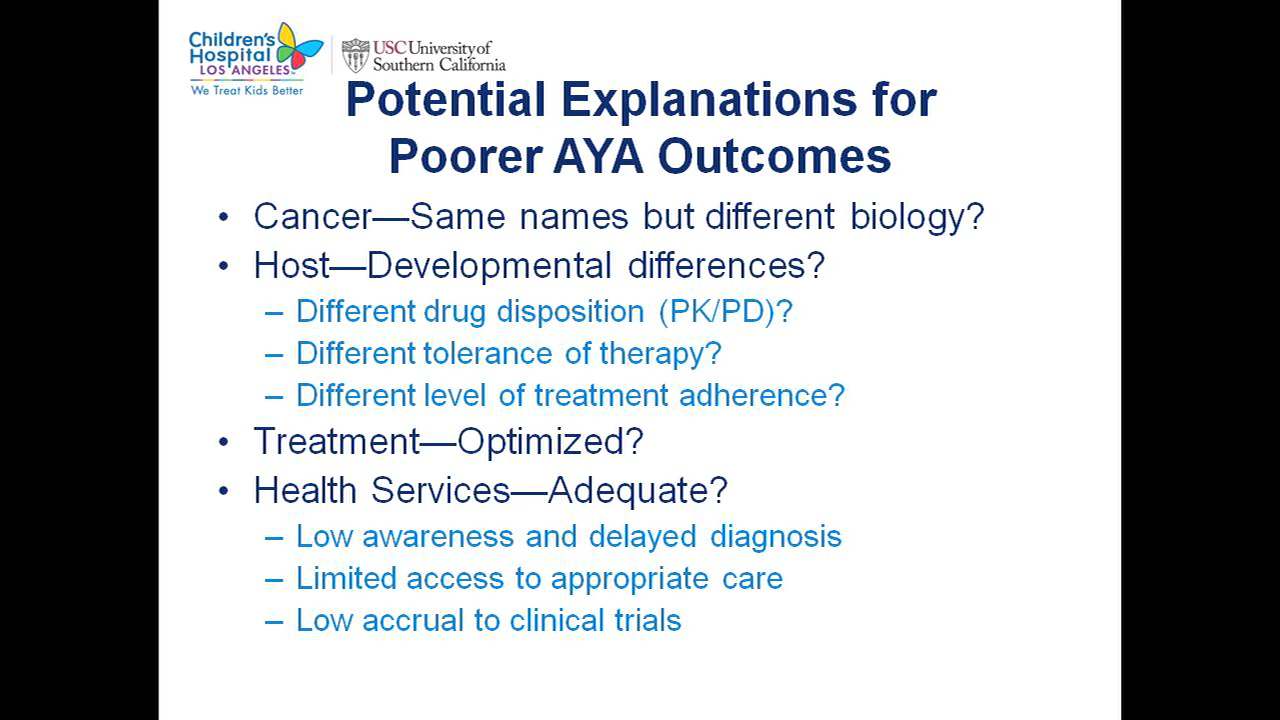 Children's
Hospital
LOS ANGELES
We Treat Kids Better
USC University of
Southern California
Potential Explanations for
Poorer AYA Outcomes
• Cancer—Same names but different biology?
• Host—Developmental differences?
– Different drug disposition (PK/PD)?
– Different tolerance of therapy?
– Different level of treatment adherence?
• Treatment—Optimized?
• Health Services—Adequate?
– Low awareness and delayed diagnosis
– Limited access to appropriate care
– Low accrual to clinical trials